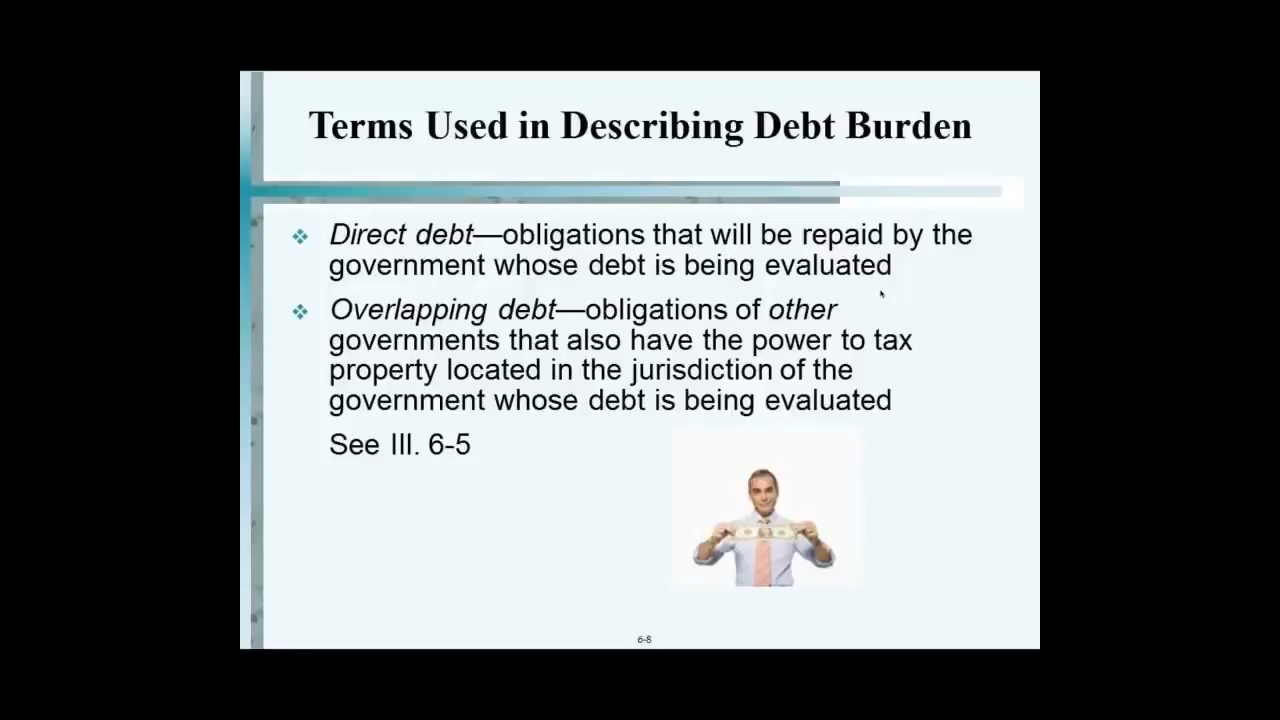 Terms Used in Describing Debt Burden
Direct debt—obligations that will be repaid by the
government whose debt is being evaluated
Overlapping debt—obligations of other
governments that also have the power to tax
property located in the jurisdiction of the
government whose debt is being evaluated
See Ill. 6-5
6-8